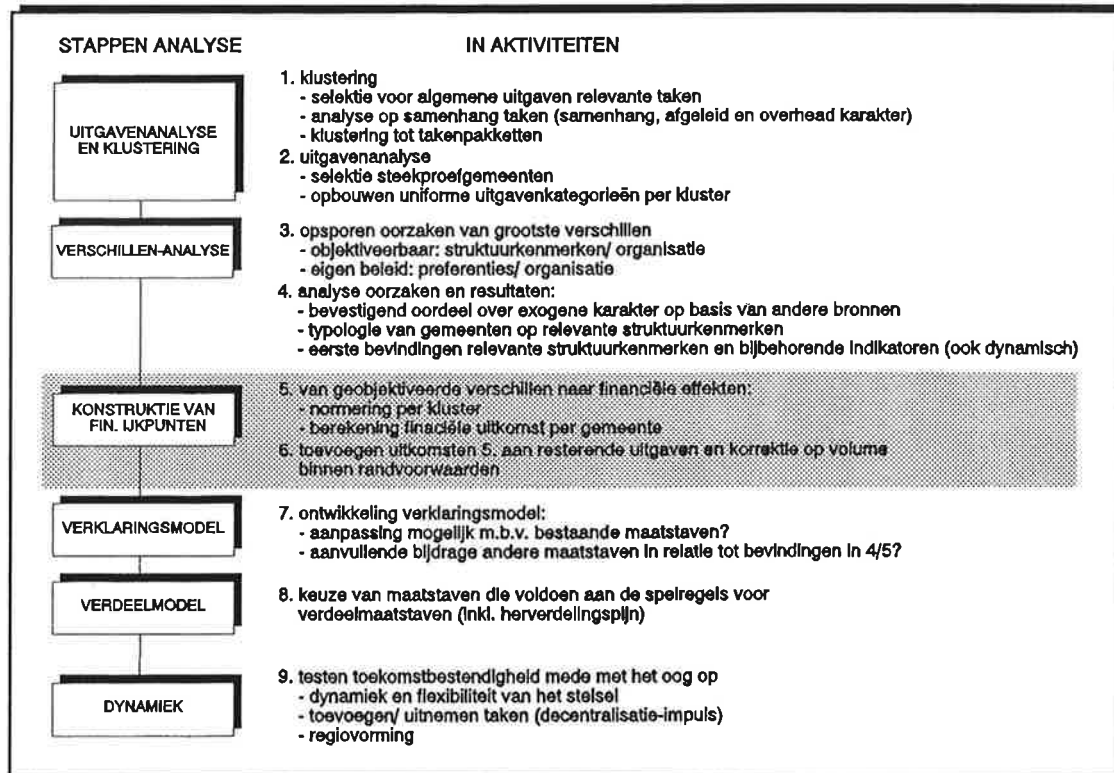 STAPPEN ANALYSE
IN AKTIVITEITEN
UITGAVENANALYSE
EN KLUSTERING
1. klustering
- selektie voor algemene uitgaven relevante taken
- analyse op samenhang taken (samenhang, afgeleid en overhead karakter)
- klustering tot takenpakketten
2. uitgavenanalyse
- selektie steekproefgemeenten
- opbouwen uniforme uitgavenkategorieën per kluster
VERSCHILLEN-ANALYSE
3. opsporen oorzaken van grootste verschillen
- objektiveerbaar: struktuurkenmerken/ organisatie
- eigen beleid: preferenties/ organisatie
4. analyse oorzaken en resultaten:
- bevestigend oordeel over exogene karakter op basis van andere bronnen
- typologie van gemeenten op relevante struktuurkenmerken
- eerste bevindingen relevante struktuurkenmerken en bijbehorende indikatoren (ook dynamisch)
KONSTRUKTIE VAN
FIN. IJKPUNTEN
5. van geobjektiveerde verschillen naar financiële effekten:
- normering per kluster
- berekening finaciële uitkomst per gemeente
6. toevoegen uitkomsten 5. aan resterende uitgaven en korrektie op volume
binnen randvoorwaarden
VERKLARINGSMODEL
7. ontwikkeling verklaringsmodel:
- aanpassing mogelijk m.b.v. bestaande maatstaven?
- aanvullende bijdrage andere maatstaven in relatie tot bevindingen in 4/5?
VERDEELMODEL
8. keuze van maatstaven die voldoen aan de spelregels voor
verdeelmaatstaven (inkl. herverdelingspijn)
DYNAMIEK
9. testen toekomstbestendigheid mede met het oog op
- dynamiek en flexibiliteit van het stelsel
- toevoegen/ uitnemen taken (decentralisatie-impuls)
- regiovorming